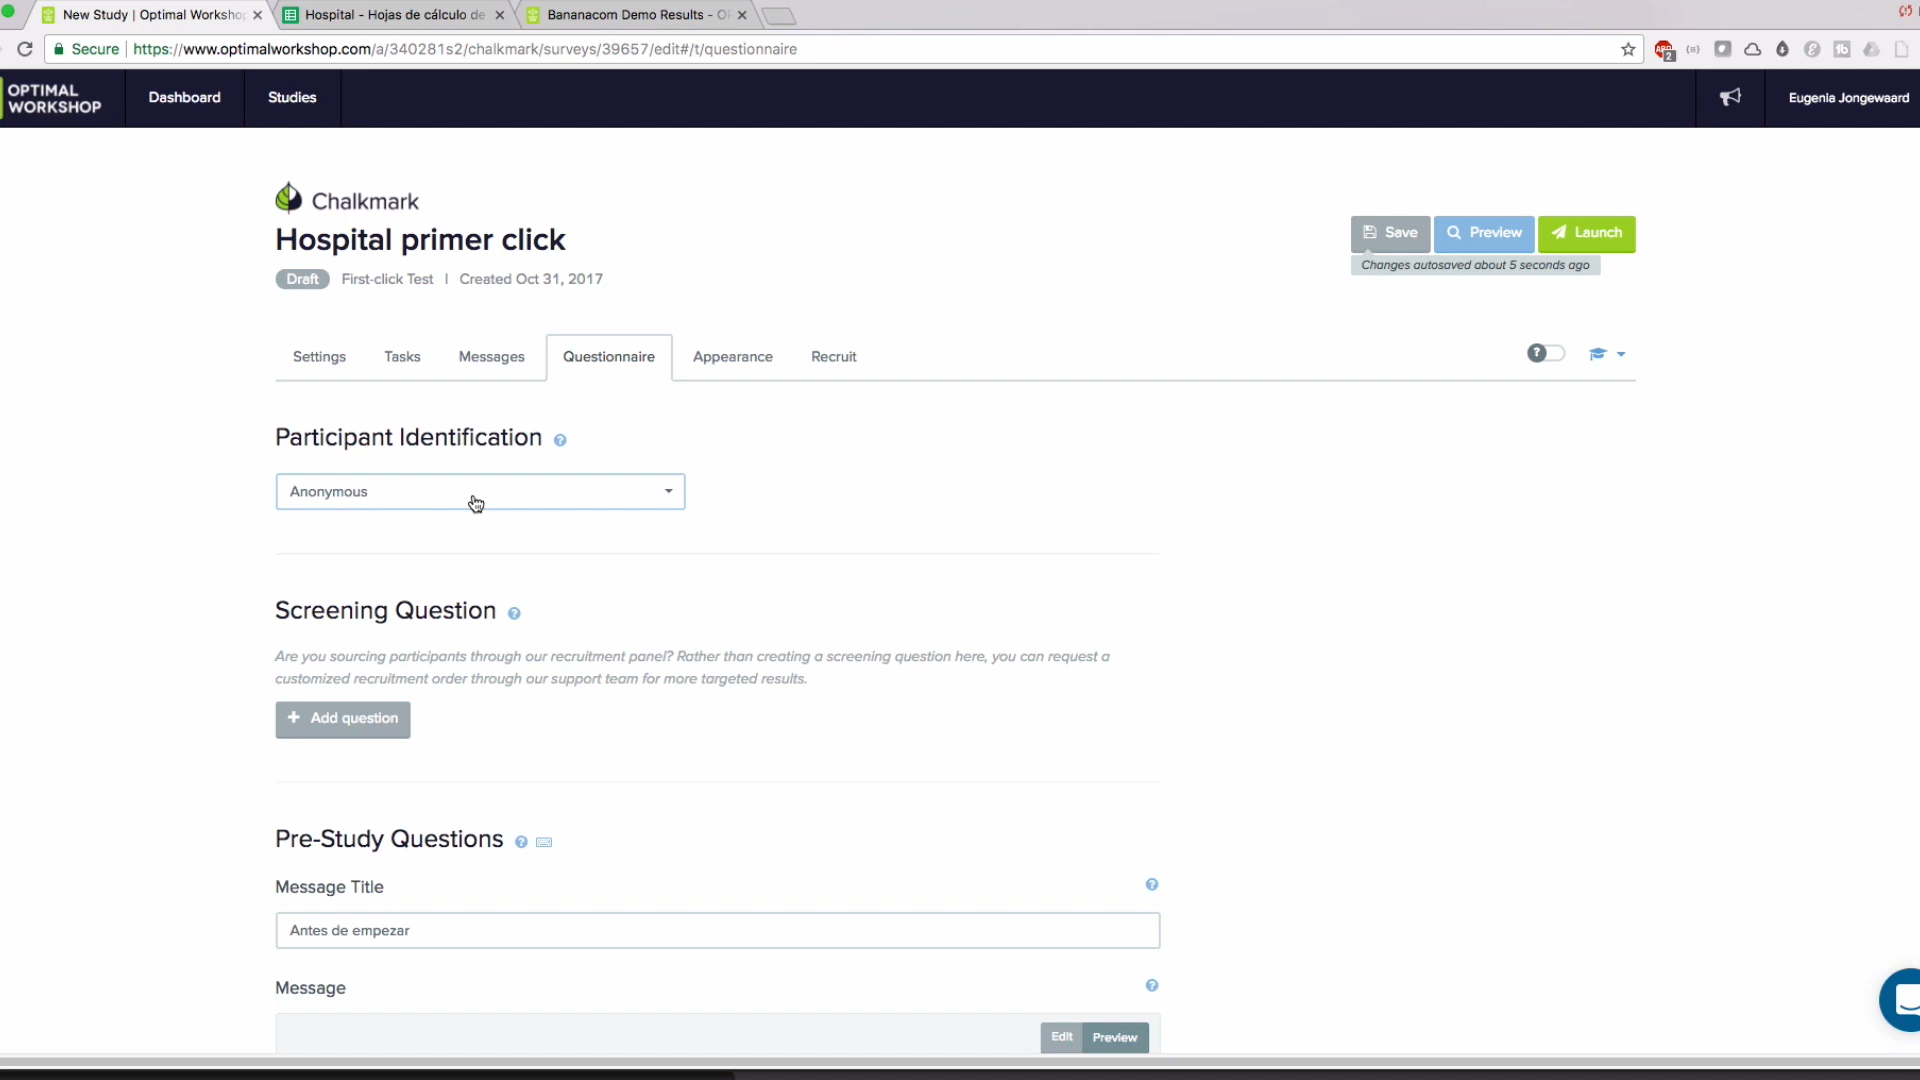 New Study | Optimal Workshop
Hospital - Hojas de cálculo de
Bananacom Demo Results - O
Secure
https://www.optimalworkshop.com/a/340281s2/chalkmark/surveys/39657/edit#/t/questionnaire
ABP
2
OPTIMAL
WORKSHOP
Dashboard
Studies
Eugenia Jongewaard
Chalkmark
Hospital primer click
Save
Preview
Launch
Changes autosaved about 5 seconds ago
Draft
First-click Test | Created Oct 31, 2017
Settings
Tasks
Messages
Questionnaire
Appearance
Recruit
?
Participant Identification ?
Anonymous
Screening Question ?
Are you sourcing participants through our recruitment panel? Rather than creating a screening question here, you can request a
customized recruitment order through our support team for more targeted results.
+ Add question
Pre-Study Questions ?
Message Title ?
Antes de empezar
Message ?
Edit
Preview